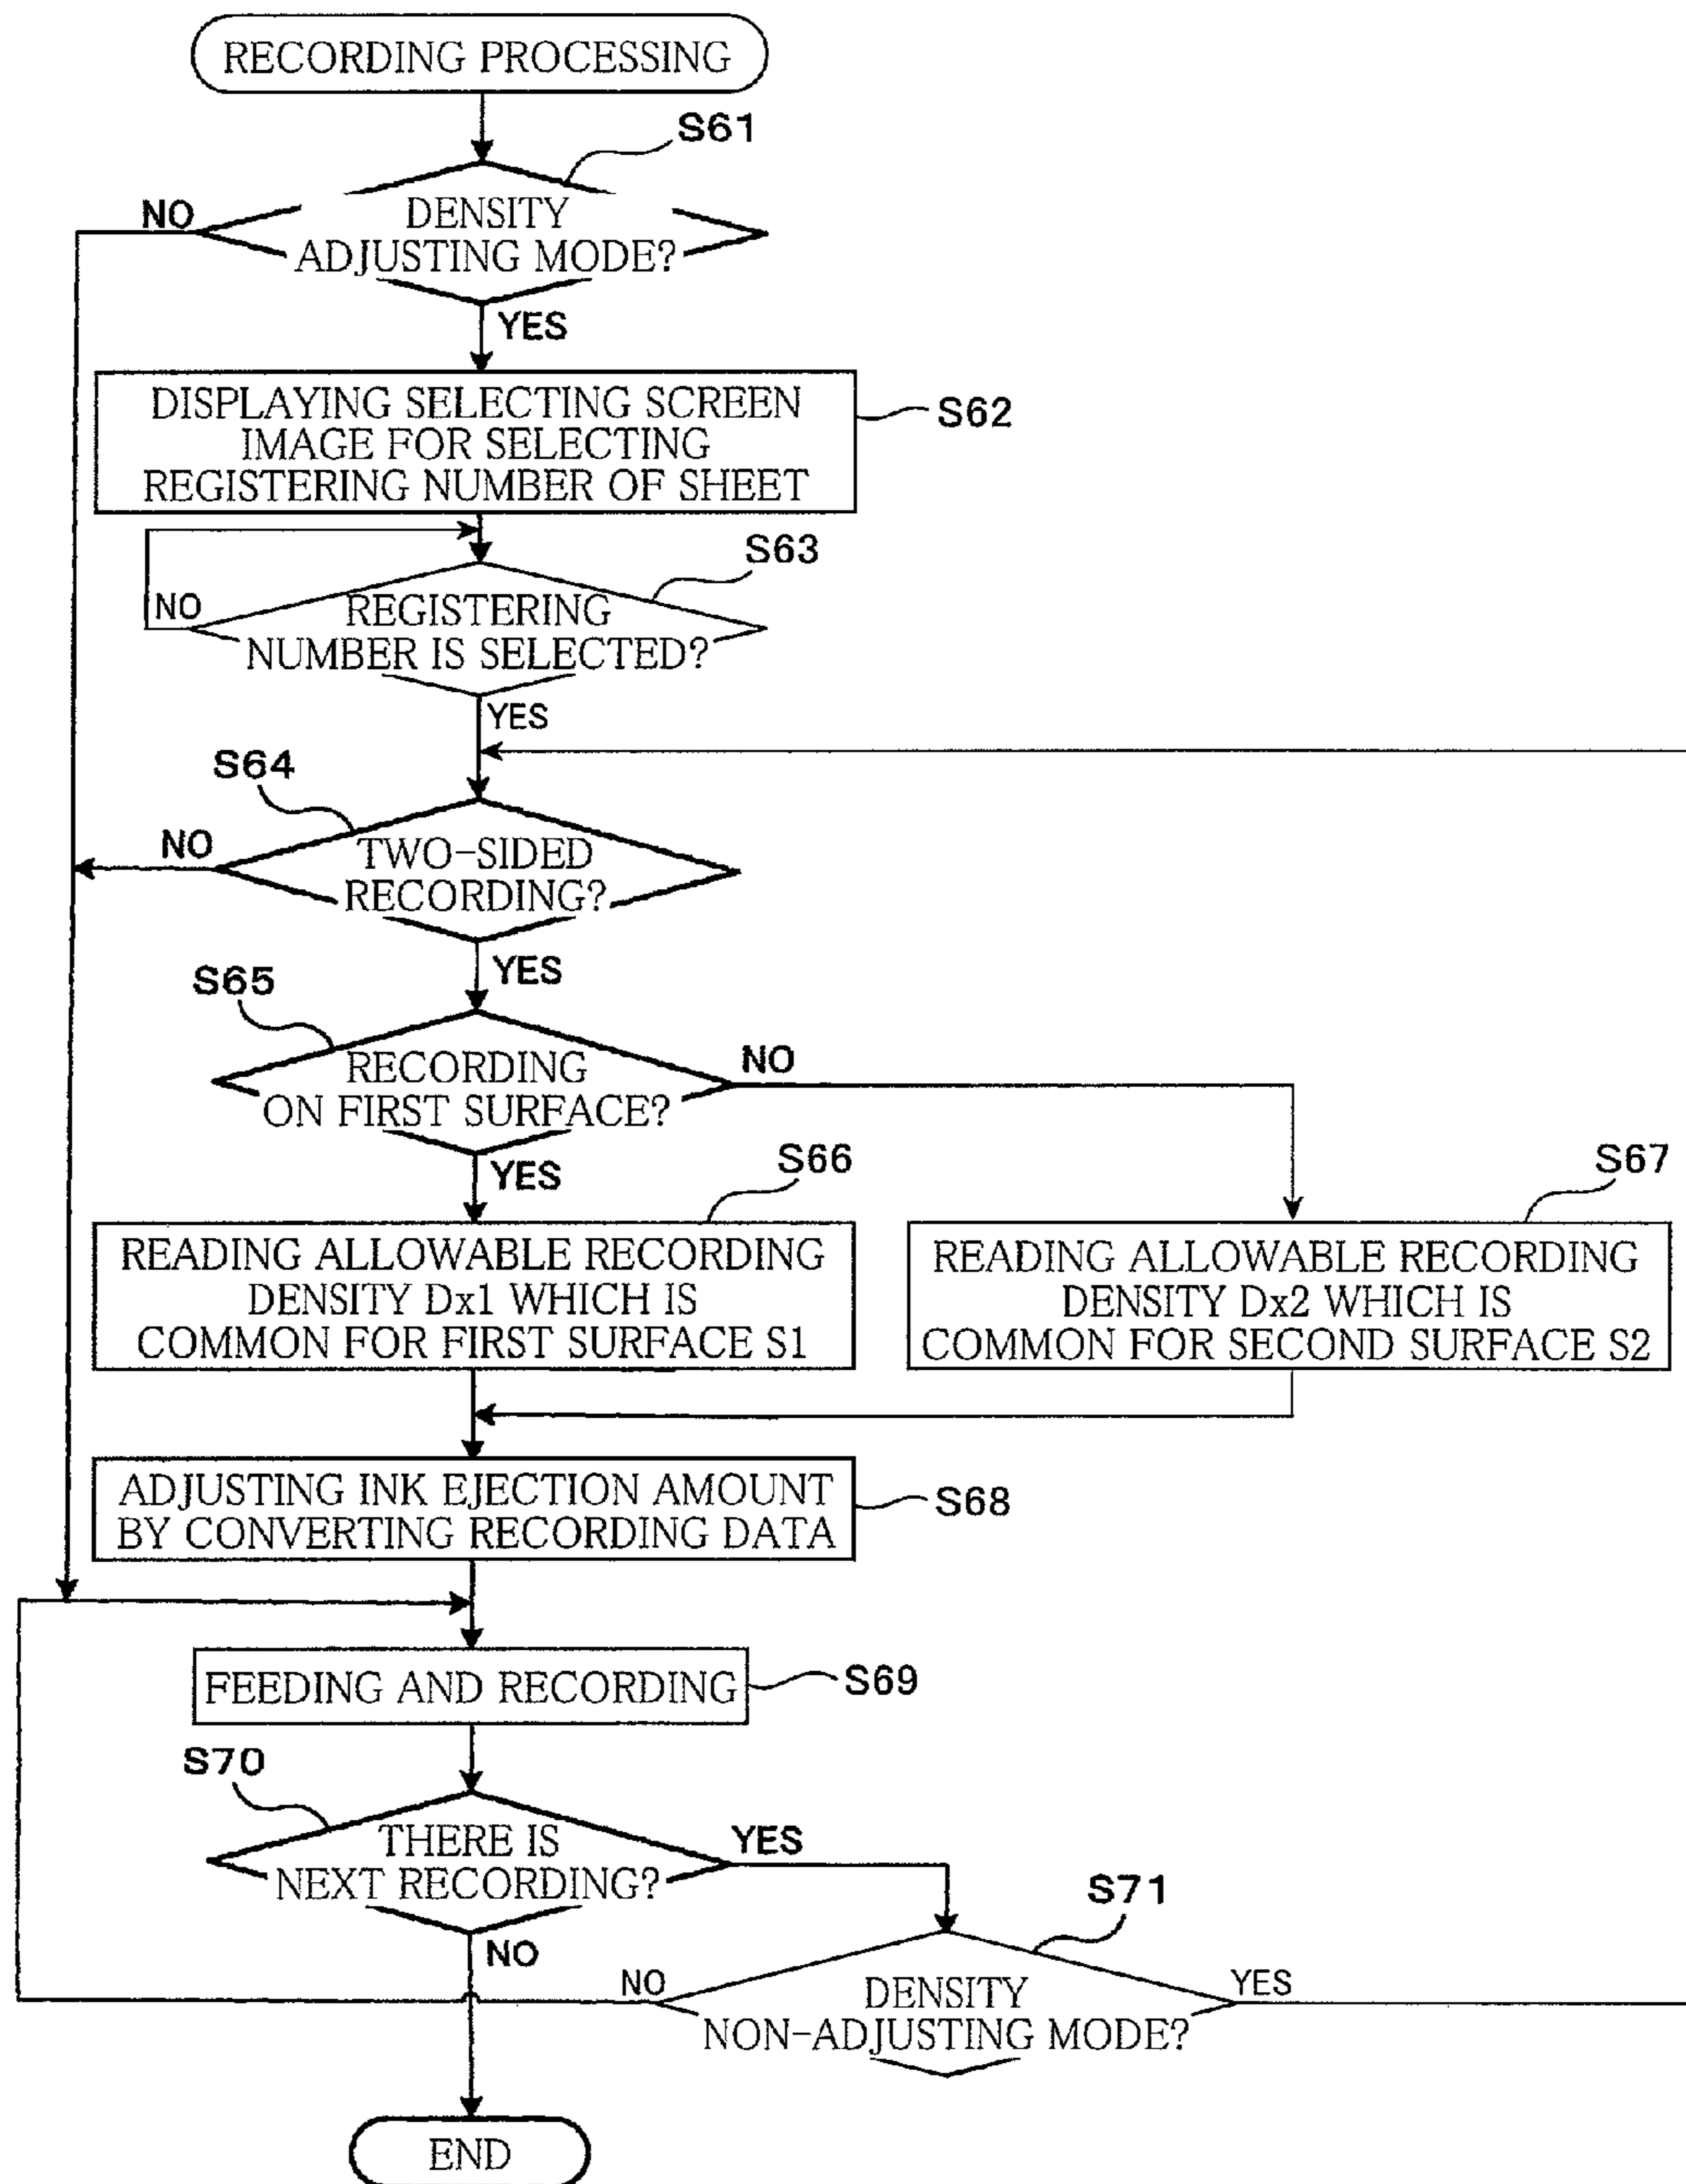 RECORDING PROCESSING
S61
NO
DENSITY
ADJUSTING MODE?
YES
DISPLAYING SELECTING SCREEN
IMAGE FOR SELECTING
REGISTERING NUMBER OF SHEET
S62
S63
NO
REGISTERING
NUMBER IS SELECTED?
YES
S64
NO
TWO-SIDED
RECORDING?
YES
S65
NO
RECORDING
ON FIRST SURFACE?
YES
S66
S67
READING ALLOWABLE RECORDING
DENSITY Dx1 WHICH IS
COMMON FOR FIRST SURFACE S1
READING ALLOWABLE RECORDING
DENSITY Dx2 WHICH IS
COMMON FOR SECOND SURFACE S2
ADJUSTING INK EJECTION AMOUNT
BY CONVERTING RECORDING DATA
S68
FEEDING AND RECORDING
S69
S70
THERE IS
NEXT RECORDING?
YES
NO
S71
NO
DENSITY
NON-ADJUSTING MODE?
YES
END